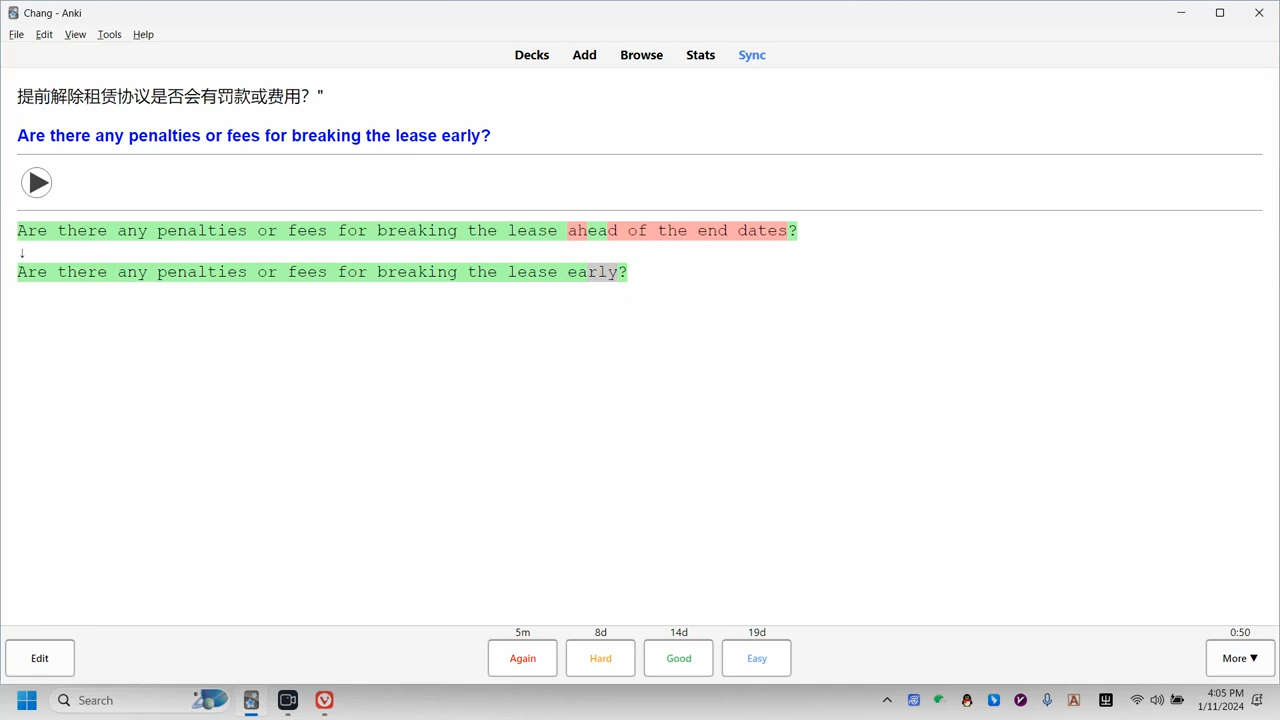 Chang - Anki
File Edit View Tools Help
Decks Add Browse Stats Sync
提前解除租赁协议是否会有罚款或费用？"
Are there any penalties or fees for breaking the lease early?
Are there any penalties or fees for breaking the lease ahead of the end dates?
↓
Are there any penalties or fees for breaking the lease early?
5m 8d 14d 19d 0:50
Edit Again Hard Good Easy More ▼
Search
4:05 PM
1/11/2024